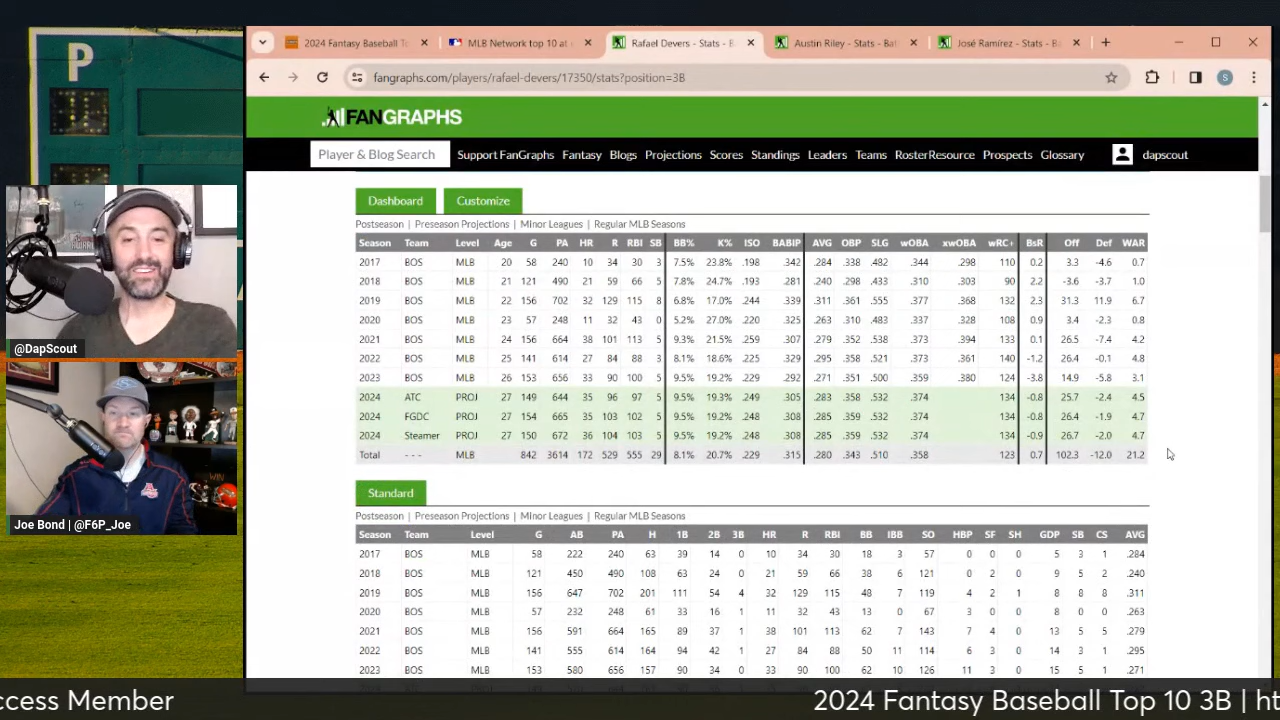 P
2024 Fantasy Baseball To
MLB Network top 10 at
Rafael Devers - Stats - B
Austin Riley - Stats - Bat
José Ramírez - Stats - B
fangraphs.com/players/rafael-devers/17350/stats?position=3B
S
FANGRAPHS
Player & Blog Search Support FanGraphs Fantasy Blogs Projections Scores Standings Leaders Teams RosterResource Prospects Glossary dapscout
Dashboard Customize
Postseason | Preseason Projections | Minor Leagues | Regular MLB Seasons
Season Team Level Age G PA HR R RBI SB BB% K% ISO BABIP AVG OBP SLG wOBA xwOBA wRC+ BsR Off Def WAR
2017 BOS MLB 20 58 240 10 34 30 3 7.5% 23.8% .198 .342 .284 .338 .482 .344 .298 110 0.2 3.3 -4.6 0.7
2018 BOS MLB 21 121 490 21 59 66 5 7.8% 24.7% .193 .281 .240 .298 .433 .310 .303 90 2.2 -3.6 -3.7 1.0
2019 BOS MLB 22 156 702 32 129 115 8 6.8% 17.0% .244 .339 .311 .361 .555 .377 .368 132 2.3 31.3 11.9 6.7
2020 BOS MLB 23 57 248 11 32 43 0 5.2% 27.0% .220 .325 .263 .310 .483 .337 .328 108 0.9 3.4 -2.3 0.8
2021 BOS MLB 24 156 664 38 101 113 5 9.3% 21.5% .259 .307 .279 .352 .538 .373 .394 133 0.1 26.5 -7.4 4.2
2022 BOS MLB 25 141 614 27 84 88 3 8.1% 18.6% .225 .329 .295 .358 .521 .373 .361 140 -1.2 26.4 -0.1 4.8
2023 BOS MLB 26 153 656 33 90 100 5 9.5% 19.2% .229 .292 .271 .351 .500 .359 .380 124 -3.8 14.9 -5.8 3.1
2024 ATC PROJ 27 149 644 35 96 97 5 9.5% 19.3% .249 .305 .283 .358 .532 .374 134 -0.8 25.7 -2.4 4.5
2024 FGDC PROJ 27 154 665 35 103 102 5 9.5% 19.2% .248 .308 .285 .359 .532 .374 134 -0.8 26.4 -1.9 4.7
2024 Steamer PROJ 27 150 672 36 104 103 5 9.5% 19.2% .248 .308 .285 .359 .532 .374 134 -0.9 26.7 -2.0 4.7
Total - - - MLB 842 3614 172 529 555 29 8.1% 20.7% .229 .315 .280 .343 .510 .358 123 0.7 102.3 -12.0 21.2
Standard
Postseason | Preseason Projections | Minor Leagues | Regular MLB Seasons
Season Team Level G AB PA H 1B 2B 3B HR R RBI BB IBB SO HBP SF SH GDP SB CS AVG
2017 BOS MLB 58 222 240 63 39 14 0 10 34 30 18 3 57 0 0 0 5 3 1 .284
2018 BOS MLB 121 450 490 108 63 24 0 21 59 66 38 6 121 0 2 0 9 5 2 .240
2019 BOS MLB 156 647 702 201 111 54 4 32 129 115 48 7 119 4 2 1 8 8 8 .311
2020 BOS MLB 57 232 248 61 33 16 1 11 32 43 13 0 67 3 0 0 8 0 0 .263
2021 BOS MLB 156 591 664 165 89 37 1 38 101 113 62 7 143 7 4 0 13 5 5 .279
2022 BOS MLB 141 555 614 164 94 42 1 27 84 88 50 11 114 6 3 0 14 3 1 .295
2023 BOS MLB 153 580 656 157 90 34 0 33 90 100 62 10 126 11 3 0 15 5 1 .271
@DapScout
Joe Bond | @F6P_Joe
ccess Member 2024 Fantasy Baseball Top 10 3B | ht